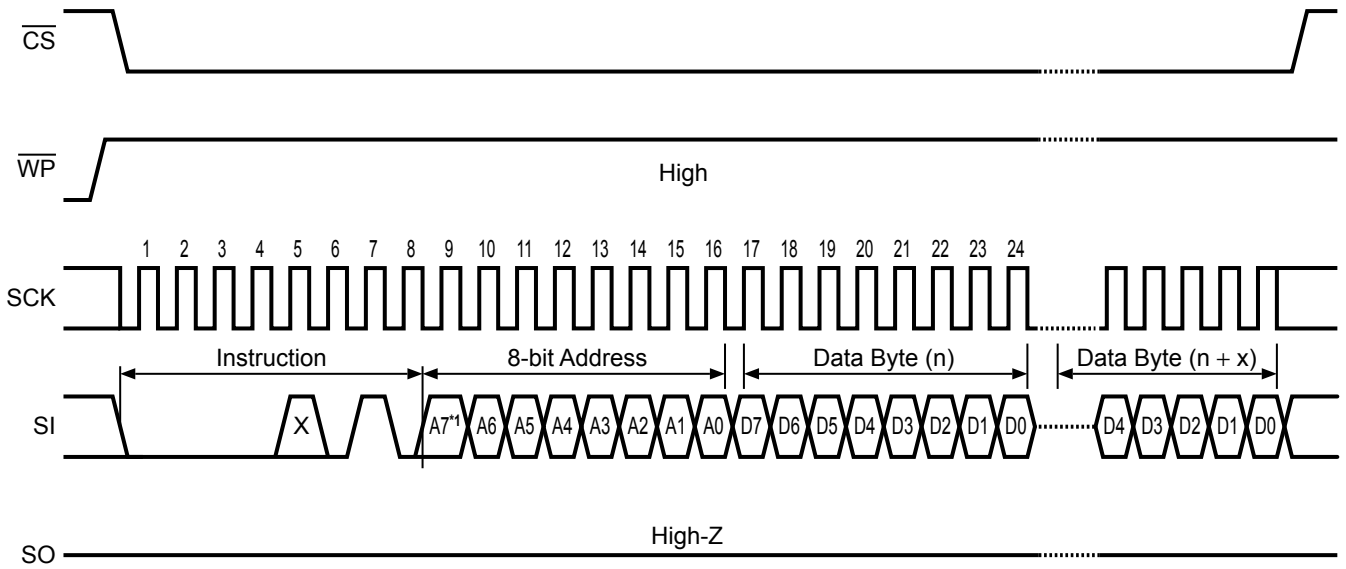 CS
WP
High
1 2 3 4 5 6 7 8 9 10 11 12 13 14 15 16 17 18 19 20 21 22 23 24
SCK
Instruction 8-bit Address Data Byte (n) Data Byte (n + x)
SI X A7*1 A6 A5 A4 A3 A2 A1 A0 D7 D6 D5 D4 D3 D2 D1 D0 D4 D3 D2 D1 D0
High-Z
SO